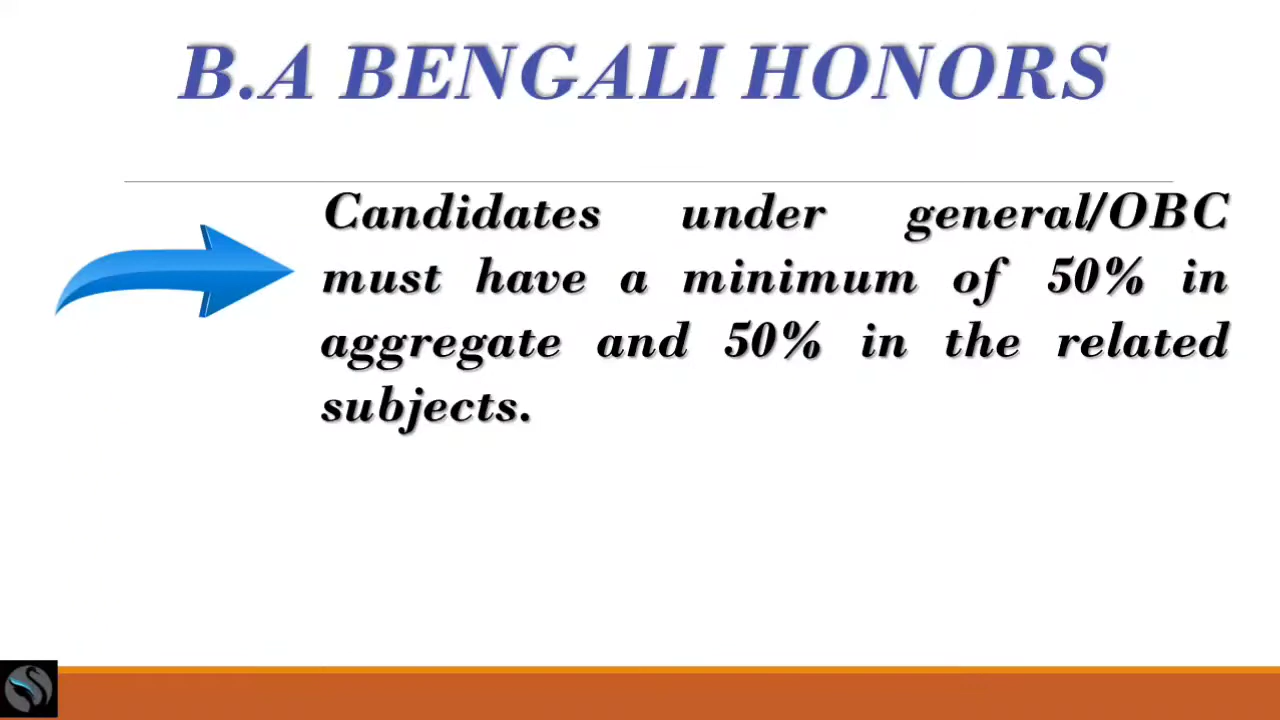 B.A BENGALI HONORS
Candidates under general/OBC
must have a minimum of 50% in
aggregate and 50% in the related
subjects.